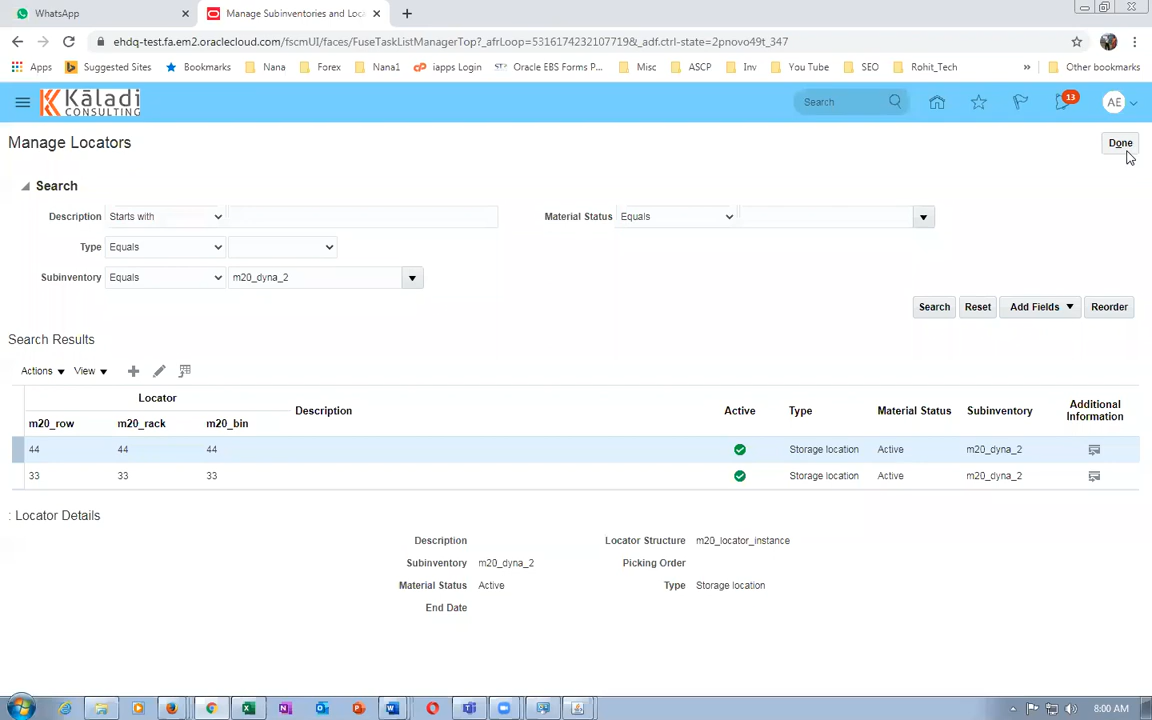 WhatsApp
Manage Subinventories and Loc
ehdq-test.fa.em2.oraclecloud.com/fscmUI/faces/FuseTaskListManagerTop?_afrLoop=5316174232107719&_adf.ctrl-state=2pnovo49t_347
Apps Suggested Sites Bookmarks Nana Forex Nana1 iapps Login Oracle EBS Forms P... Misc ASCP Inv You Tube SEO Rohit_Tech » Other bookmarks
Kāladi
CONSULTING
Search
13
AE
Manage Locators
Done
Search
Description Starts with Material Status Equals
Type Equals
Subinventory Equals m20_dyna_2
Search Reset Add Fields Reorder
Search Results
Actions View
Locator
m20_row m20_rack m20_bin Description Active Type Material Status Subinventory Additional Information
44 44 44 Storage location Active m20_dyna_2
33 33 33 Storage location Active m20_dyna_2
: Locator Details
Description Locator Structure m20_locator_instance
Subinventory m20_dyna_2 Picking Order
Material Status Active Type Storage location
End Date
8:00 AM